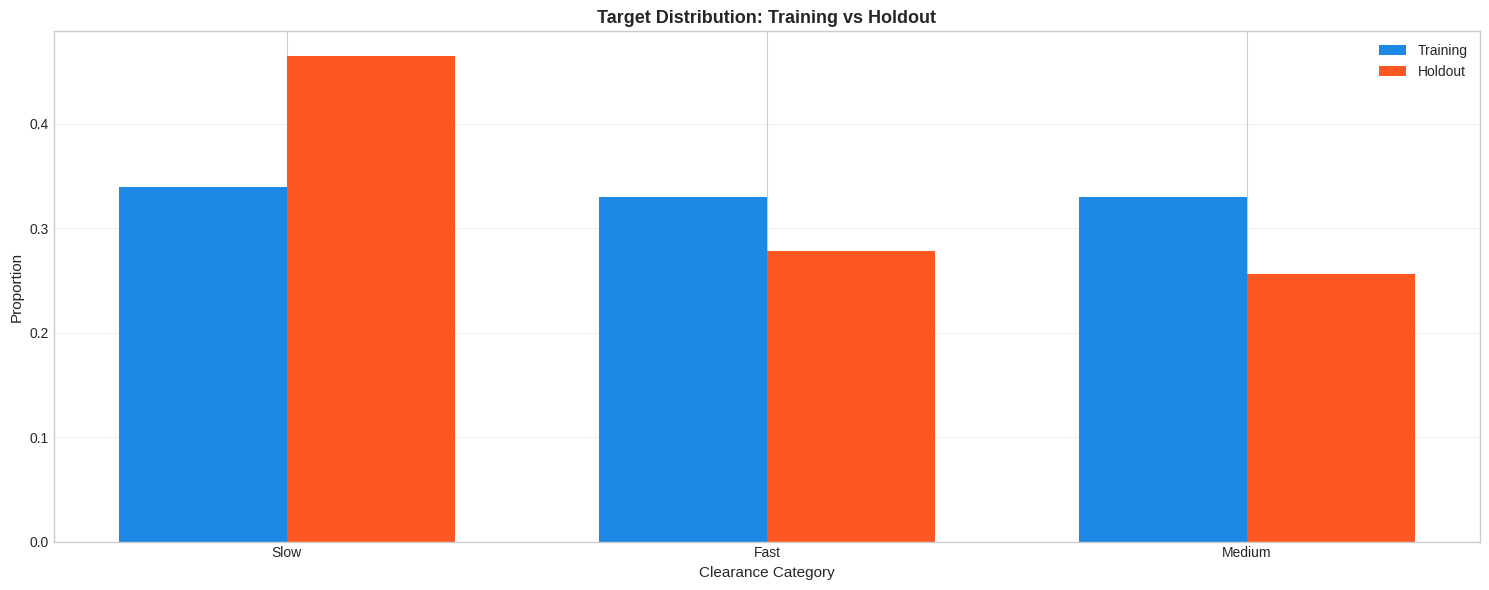 Target Distribution: Training vs Holdout
Training
Holdout
0.4
0.3
0.2
0.1
0.0
Proportion
Slow
Fast
Medium
Clearance Category